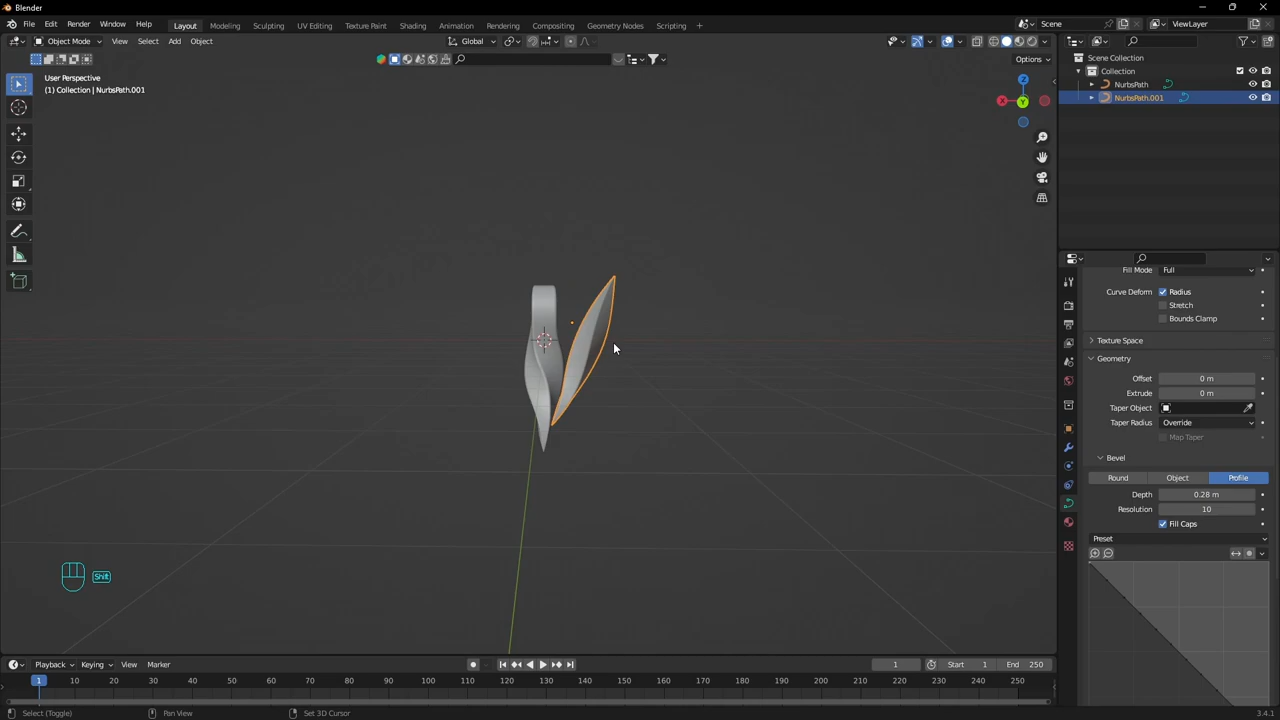 Blender
File Edit Render Window Help Layout Modeling Sculpting UV Editing Texture Paint Shading Animation Rendering Compositing Geometry Nodes Scripting + Scene ViewLayer
Object Mode View Select Add Object Global
Options
User Perspective
(1) Collection | NurbsPath.001
Z
X
Y
Scene Collection
Collection
NurbsPath
NurbsPath.001
Fill Mode Full
Curve Deform Radius
Stretch
Bounds Clamp
Texture Space
Geometry
Offset 0 m
Extrude 0 m
Taper Object
Taper Radius Override
Map Taper
Bevel
Round Object Profile
Depth 0.28 m
Resolution 10
Fill Caps
Preset
Shift
Playback Keying View Marker 1 Start 1 End 250
1 10 20 30 40 50 60 70 80 90 100 110 120 130 140 150 160 170 180 190 200 210 220 230 240 250
Select (Toggle) Pan View Set 3D Cursor 3.4.1